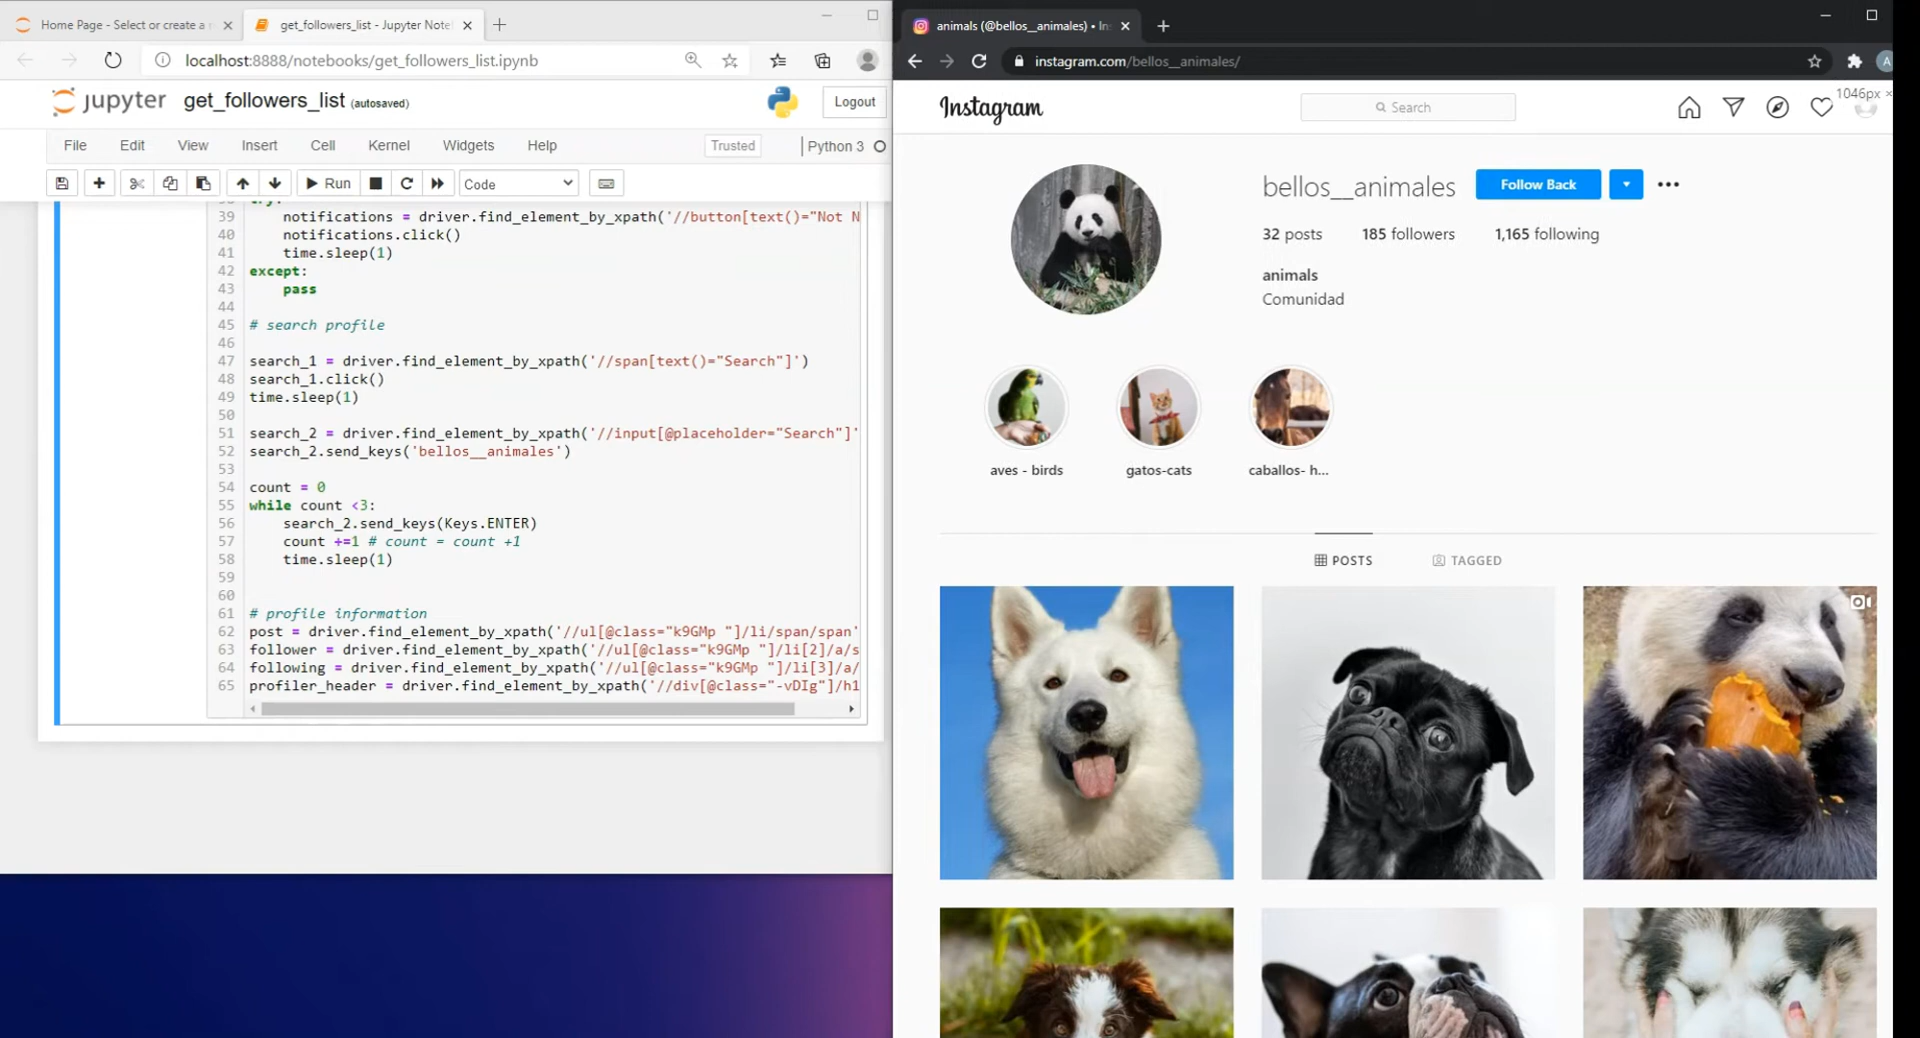 Home Page - Select or create a n
get_followers_list - Jupyter Note
localhost:8888/notebooks/get_followers_list.ipynb
jupyter get_followers_list (autosaved)
Logout
File Edit View Insert Cell Kernel Widgets Help
Trusted
Python 3
Run
Code
try:
39 notifications = driver.find_element_by_xpath('//button[text()="Not N
40 notifications.click()
41 time.sleep(1)
42 except:
43 pass
44
45 # search profile
46
47 search_1 = driver.find_element_by_xpath('//span[text()="Search"]')
48 search_1.click()
49 time.sleep(1)
50
51 search_2 = driver.find_element_by_xpath('//input[@placeholder="Search"]'
52 search_2.send_keys('bellos__animales')
53
54 count = 0
55 while count <3:
56 search_2.send_keys(Keys.ENTER)
57 count +=1 # count = count +1
58 time.sleep(1)
59
60
61 # profile information
62 post = driver.find_element_by_xpath('//ul[@class="k9GMp "]/li/span/span'
63 follower = driver.find_element_by_xpath('//ul[@class="k9GMp "]/li[2]/a/s
64 following = driver.find_element_by_xpath('//ul[@class="k9GMp "]/li[3]/a/
65 profiler_header = driver.find_element_by_xpath('//div[@class="-vDIg"]/h1
animals (@bellos__animales) • In
instagram.com/bellos__animales/
A
1046px ×
Instagram
Search
bellos__animales
Follow Back
32 posts 185 followers 1,165 following
animals
Comunidad
aves - birds gatos-cats caballos- h...
POSTS TAGGED